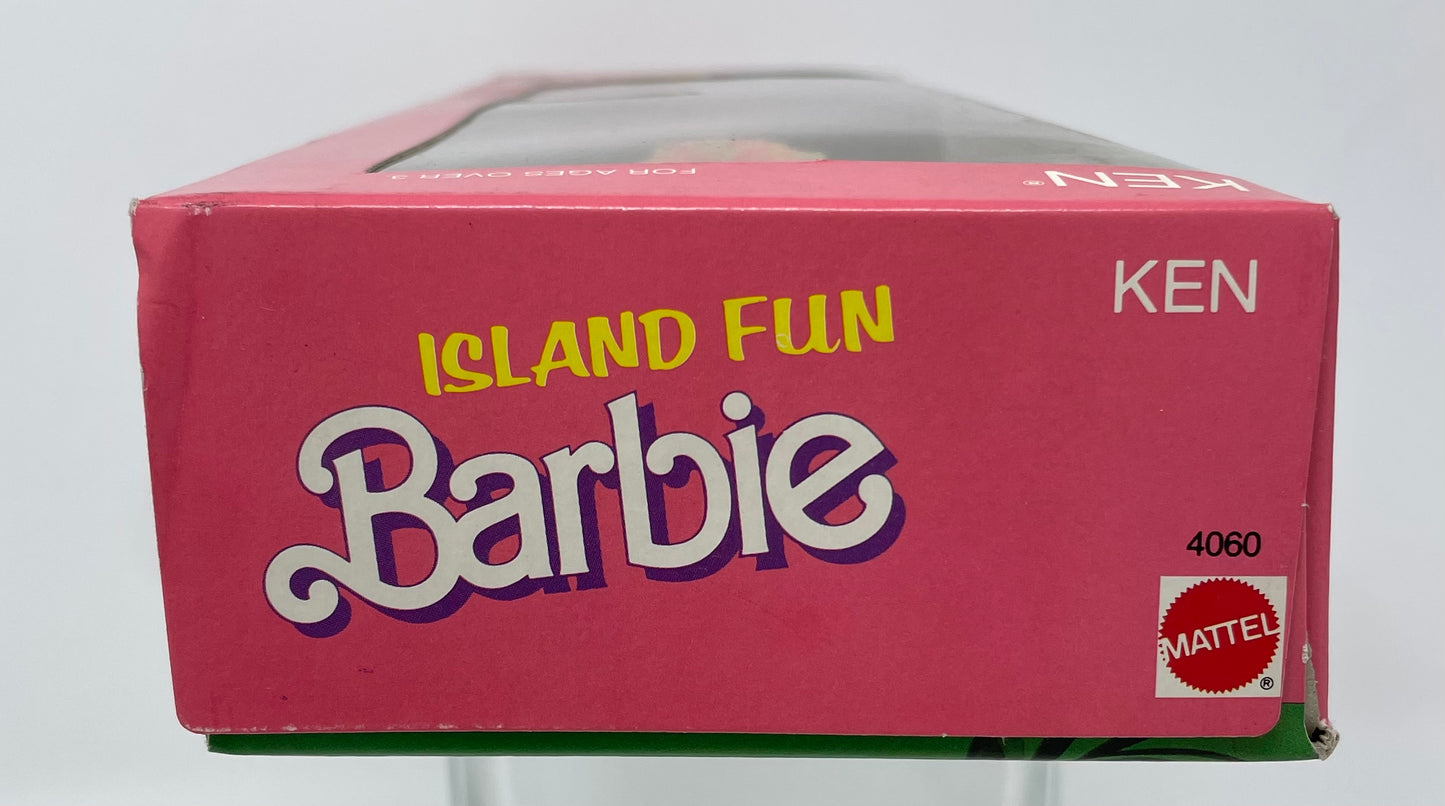 FOR AGES OVER 3
KEN®
KEN
ISLAND FUN
Barbie
4060
MATTEL
®